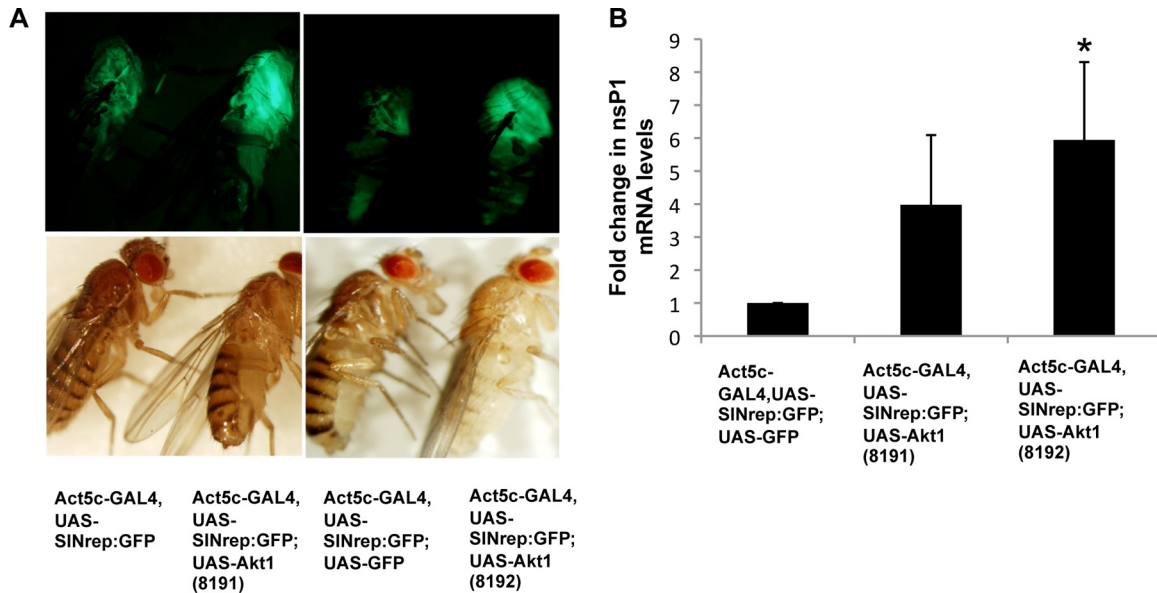 A
B
Fold change in nsP1
mRNA levels
9
8
7
6
5
4
3
2
1
0
*
Act5c-
GAL4,UAS-
SINrep:GFP;
UAS-GFP
Act5c-GAL4,
UAS-
SINrep:GFP;
UAS-Akt1
(8191)
Act5c-GAL4,
UAS-
SINrep:GFP;
UAS-Akt1
(8192)
Act5c-GAL4,
UAS-
SINrep:GFP
Act5c-GAL4,
UAS-
SINrep:GFP;
UAS-Akt1
(8191)
Act5c-GAL4,
UAS-
SINrep:GFP;
UAS-GFP
Act5c-GAL4,
UAS-
SINrep:GFP;
UAS-Akt1
(8192)